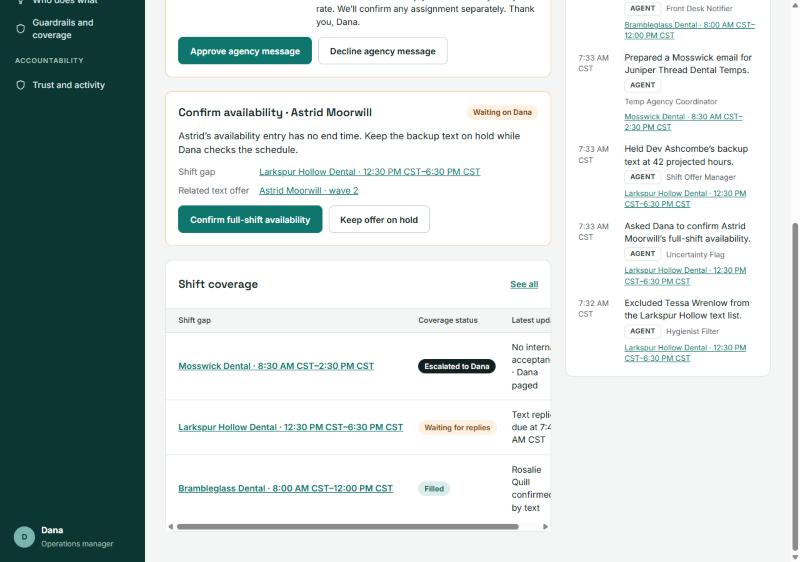 Who does what
Guardrails and
coverage
ACCOUNTABILITY
Trust and activity
D
Dana
Operations manager
rate. We'll confirm any assignment separately. Thank
you, Dana.
Approve agency message
Decline agency message
Confirm availability · Astrid Moorwill
Waiting on Dana
Astrid's availability entry has no end time. Keep the backup text on hold while
Dana checks the schedule.
Shift gap
Larkspur Hollow Dental · 12:30 PM CST–6:30 PM CST
Related text offer
Astrid Moorwill · wave 2
Confirm full-shift availability
Keep offer on hold
Shift coverage
See all
Shift gap
Coverage status
Latest upda
Mosswick Dental · 8:30 AM CST–2:30 PM CST
Escalated to Dana
No interna
acceptanc
· Dana
paged
Larkspur Hollow Dental · 12:30 PM CST–6:30 PM CST
Waiting for replies
Text replie
due at 7:4
AM CST
Brambleglass Dental · 8:00 AM CST–12:00 PM CST
Filled
Rosalie
Quill
confirmed
by text
AGENT
Front Desk Notifier
Brambleglass Dental · 8:00 AM CST–
12:00 PM CST
7:33 AM
CST
Prepared a Mosswick email for
Juniper Thread Dental Temps.
AGENT
Temp Agency Coordinator
Mosswick Dental · 8:30 AM CST–
2:30 PM CST
7:33 AM
CST
Held Dev Ashcombe's backup
text at 42 projected hours.
AGENT
Shift Offer Manager
Larkspur Hollow Dental · 12:30 PM
CST–6:30 PM CST
7:33 AM
CST
Asked Dana to confirm Astrid
Moorwill's full-shift availability.
AGENT
Uncertainty Flag
Larkspur Hollow Dental · 12:30 PM
CST–6:30 PM CST
7:32 AM
CST
Excluded Tessa Wrenlow from
the Larkspur Hollow text list.
AGENT
Hygienist Filter
Larkspur Hollow Dental · 12:30 PM
CST–6:30 PM CST